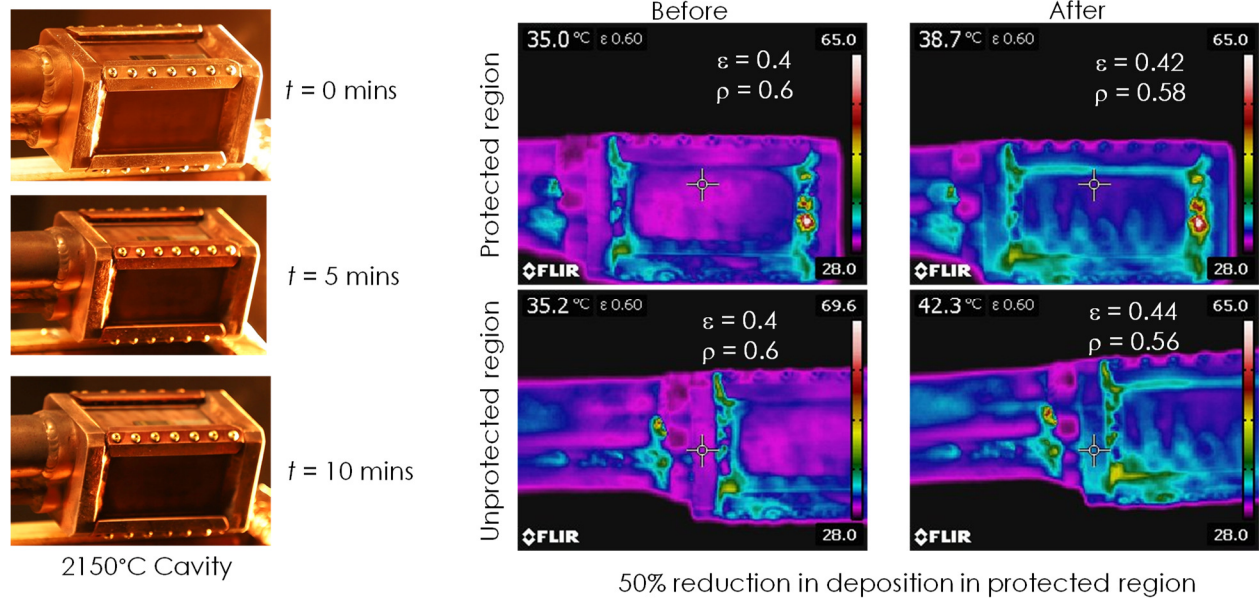 t = 0 mins
t = 5 mins
t = 10 mins
2150°C Cavity
Before
After
Protected region
35.0 °C ε 0.60 65.0
ε = 0.4
ρ = 0.6
FLIR 28.0
38.7 °C ε 0.60 65.0
ε = 0.42
ρ = 0.58
FLIR 28.0
Unprotected region
35.2 °C ε 0.60 69.6
ε = 0.4
ρ = 0.6
FLIR 28.0
42.3 °C ε 0.60 65.0
ε = 0.44
ρ = 0.56
FLIR 28.0
50% reduction in deposition in protected region